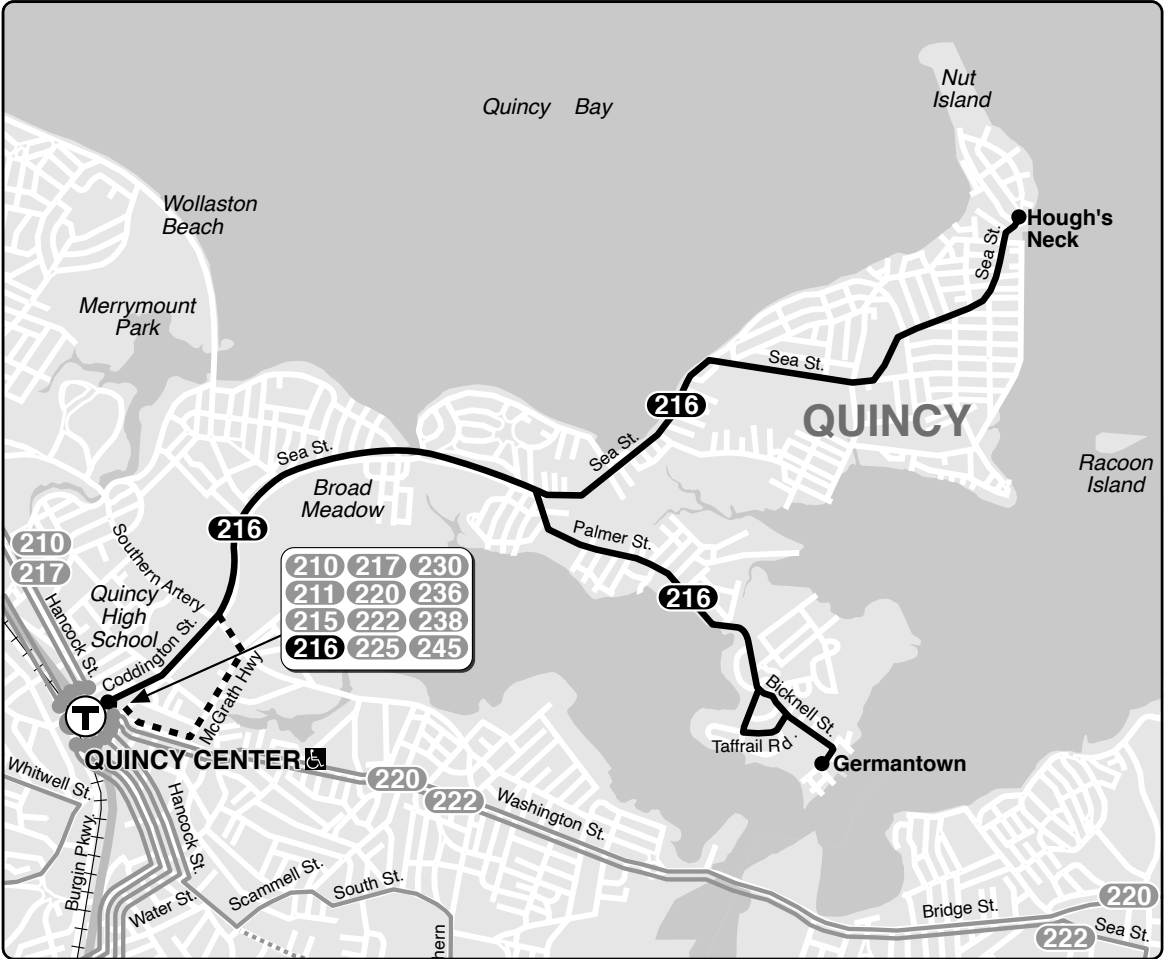 Nut
Island
Quincy Bay
Wollaston
Beach
Hough's
Neck
Sea St.
Merrymount
Park
Sea St.
216
QUINCY
Sea St.
Sea St.
Racoon
Island
Broad
Meadow
216
Palmer St.
210
217
Southern Artery
210 217 230
211 220 236
215 222 238
216 225 245
Quincy
High
School
216
Hancock St.
Coddington St.
McGrath Hwy
Bicknell St.
T
Taffrail Rd.
QUINCY CENTER
Germantown
Whitwell St.
220
222
Washington St.
Hancock St.
Burgin Pkwy.
Scammell St.
South St.
Water St.
220
Bridge St.
Sea St.
222
hern